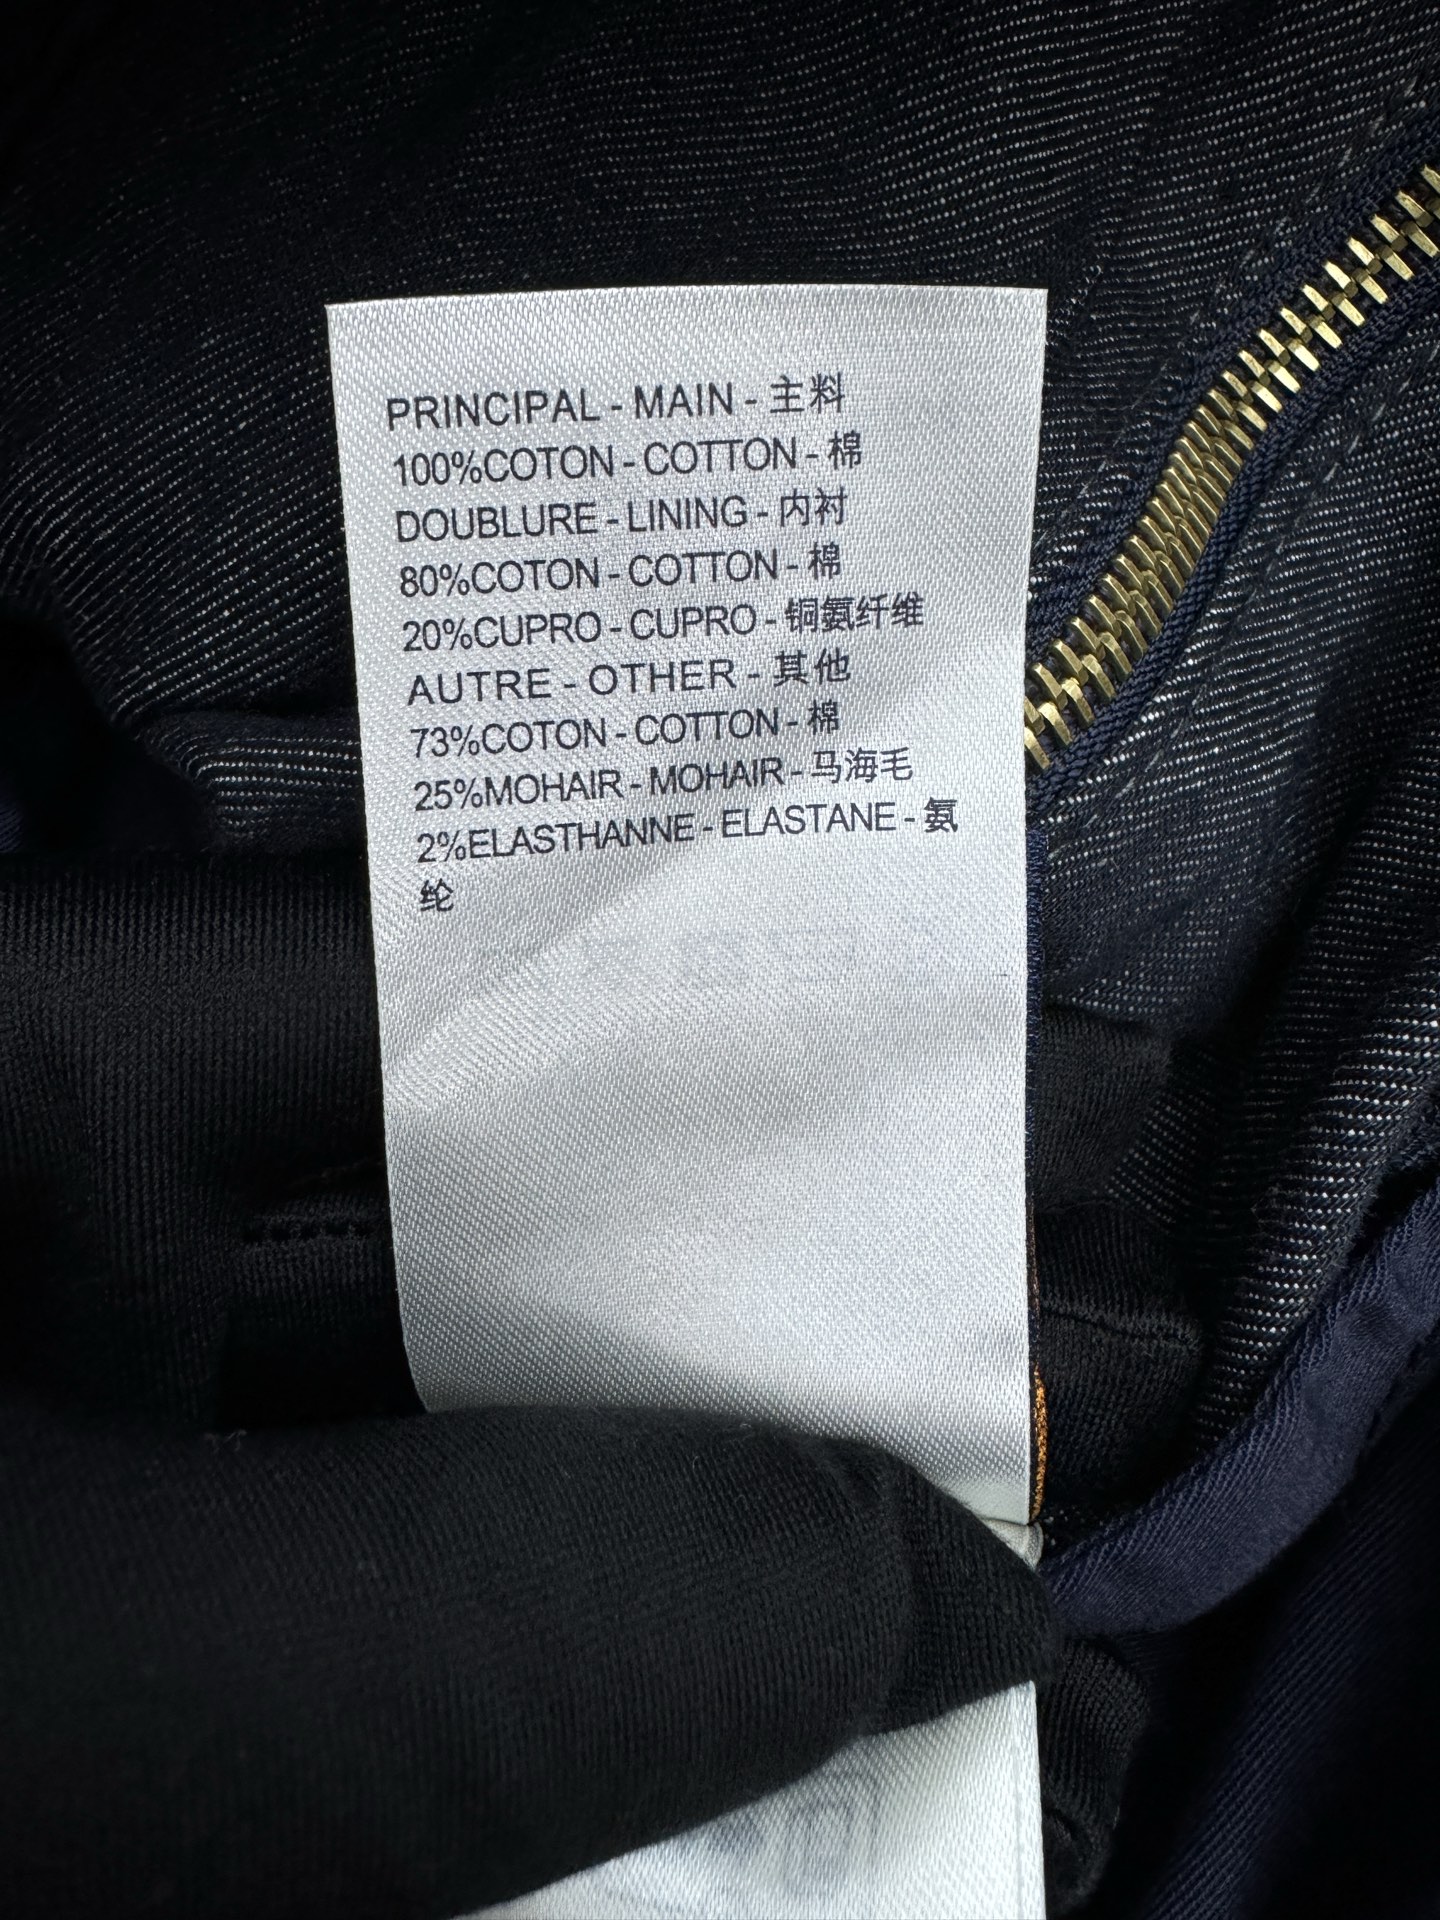 PRINCIPAL - MAIN - 主料
100%COTON - COTTON - 棉
DOUBLURE - LINING - 内衬
80%COTON - COTTON - 棉
20%CUPRO - CUPRO - 铜氨纤维
AUTRE - OTHER - 其他
73%COTON - COTTON - 棉
25%MOHAIR - MOHAIR - 马海毛
2%ELASTHANNE - ELASTANE - 氨
纶